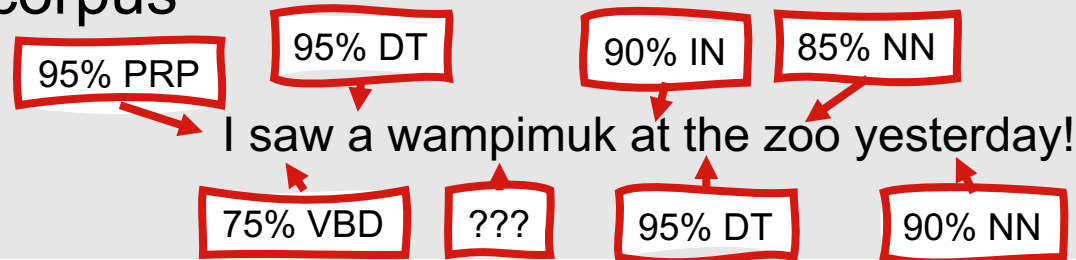 corpus
95% PRP
95% DT
90% IN
85% NN
I saw a wampimuk at the zoo yesterday!
75% VBD
???
95% DT
90% NN